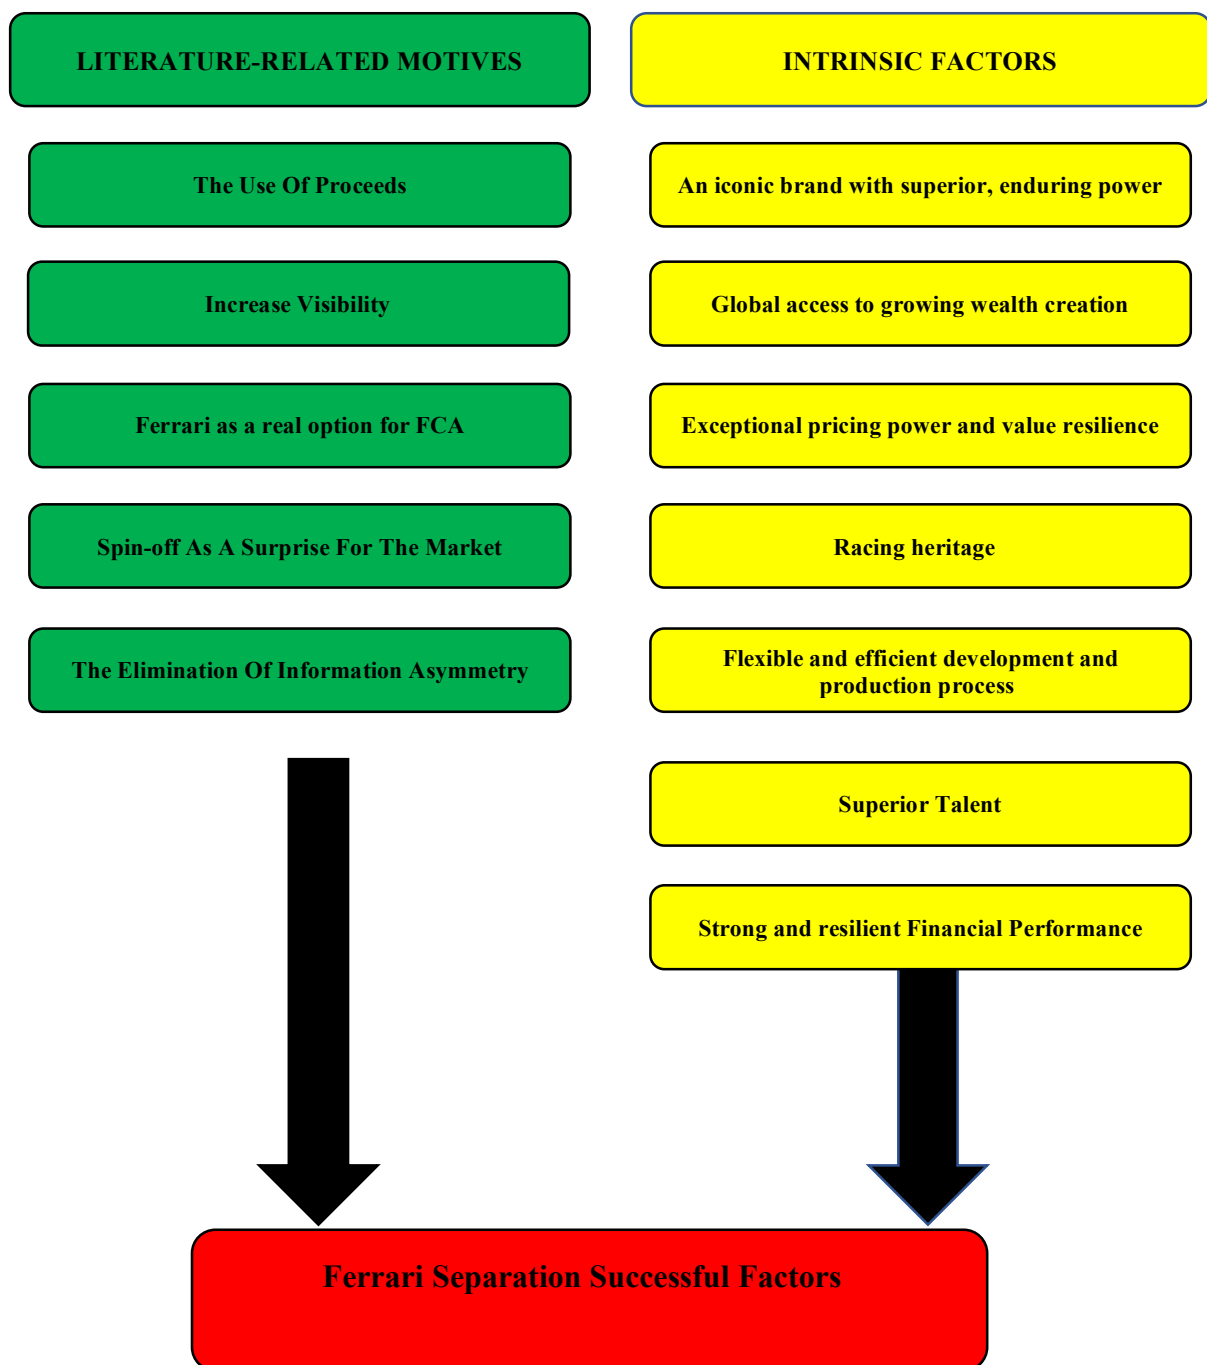 LITERATURE-RELATED MOTIVES
The Use Of Proceeds
Increase Visibility
Ferrari as a real option for FCA
Spin-off As A Surprise For The Market
The Elimination Of Information Asymmetry
INTRINSIC FACTORS
An iconic brand with superior, enduring power
Global access to growing wealth creation
Exceptional pricing power and value resilience
Racing heritage
Flexible and efficient development and
production process
Superior Talent
Strong and resilient Financial Performance
Ferrari Separation Successful Factors